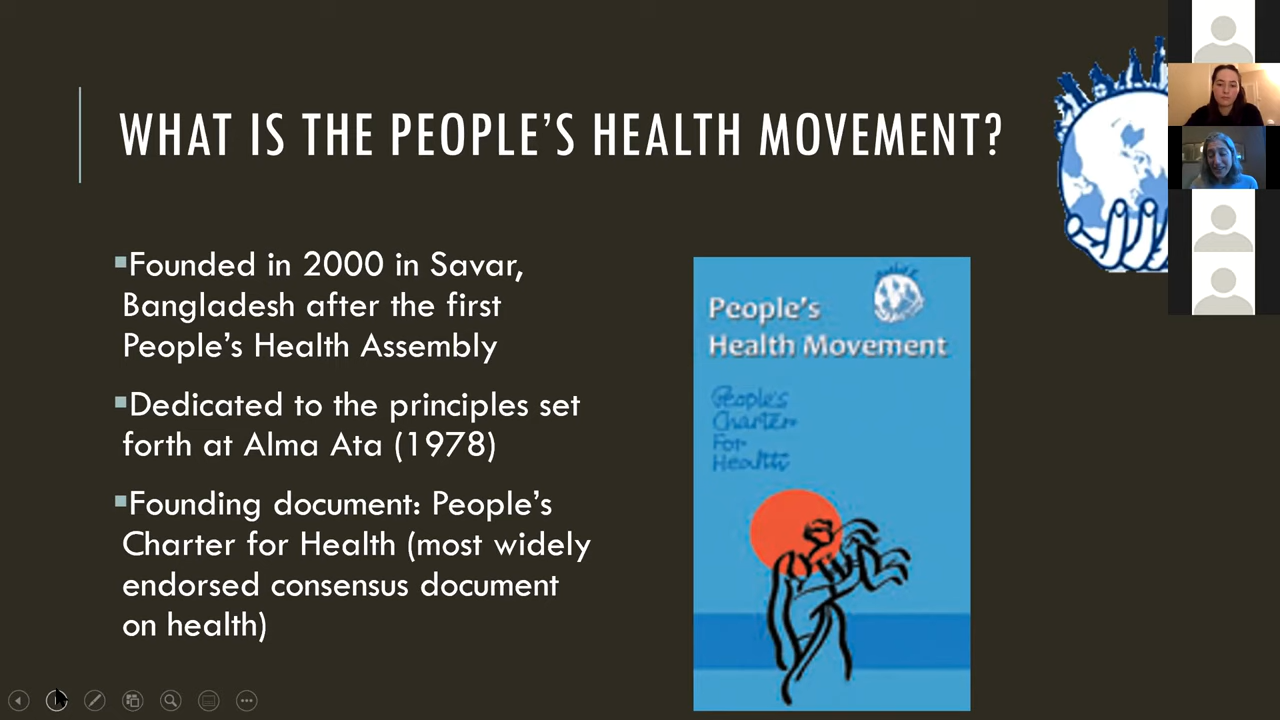 WHAT IS THE PEOPLE'S HEALTH MOVEMENT?
▪Founded in 2000 in Savar,
Bangladesh after the first
People's Health Assembly
▪Dedicated to the principles set
forth at Alma Ata (1978)
▪Founding document: People's
Charter for Health (most widely
endorsed consensus document
on health)
People's
Health Movement
People's
Charter
For
Health